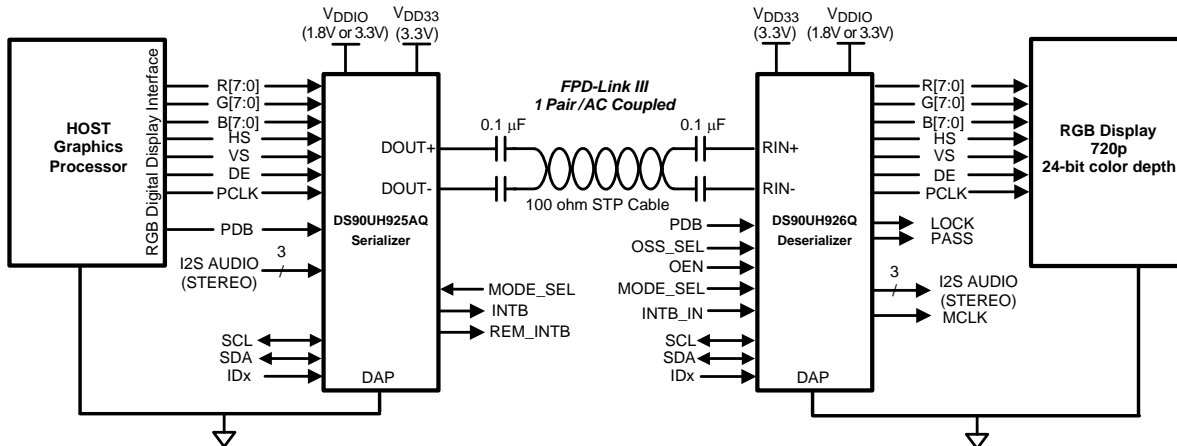 VDDIO
(1.8V or 3.3V)
VDD33
(3.3V)
VDD33
(3.3V)
VDDIO
(1.8V or 3.3V)
HOST
Graphics
Processor
RGB Digital Display Interface
R[7:0]
G[7:0]
B[7:0]
HS
VS
DE
PCLK
PDB
I2S AUDIO
(STEREO)
3
/
SCL
SDA
IDx
DOUT+
DOUT-
DS90UH925AQ
Serializer
DAP
MODE_SEL
INTB
REM_INTB
FPD-Link III
1 Pair /AC Coupled
0.1 μF
0.1 μF
100 ohm STP Cable
RIN+
RIN-
DS90UH926Q
Deserializer
DAP
PDB
OSS_SEL
OEN
MODE_SEL
INTB_IN
SCL
SDA
IDx
R[7:0]
G[7:0]
B[7:0]
HS
VS
DE
PCLK
LOCK
PASS
3
/
I2S AUDIO
(STEREO)
MCLK
RGB Display
720p
24-bit color depth